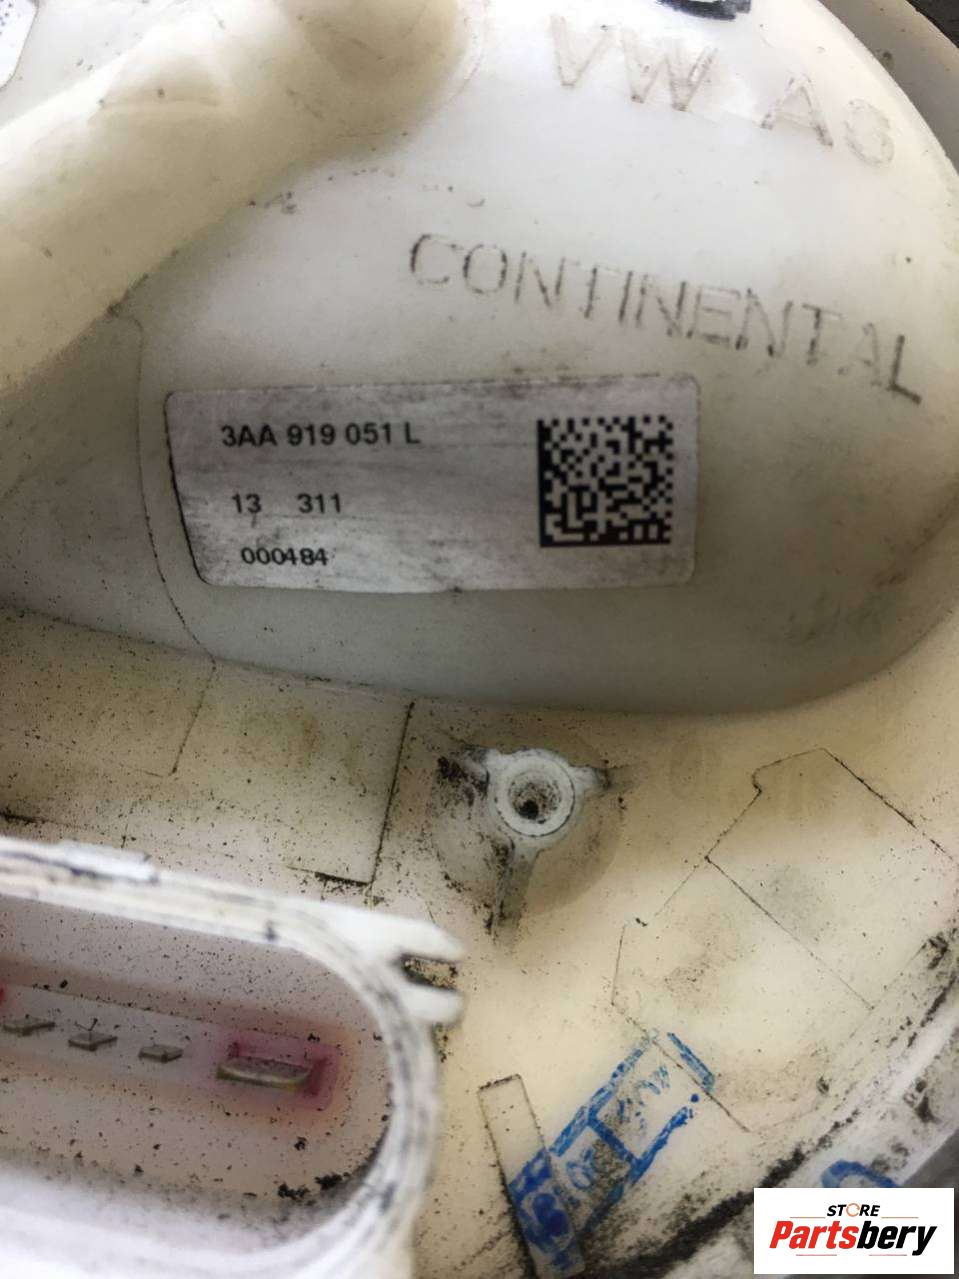 VW AG
CONTINENTAL
3AA 919 051 L
13 311
000484
STORE
Partsbery